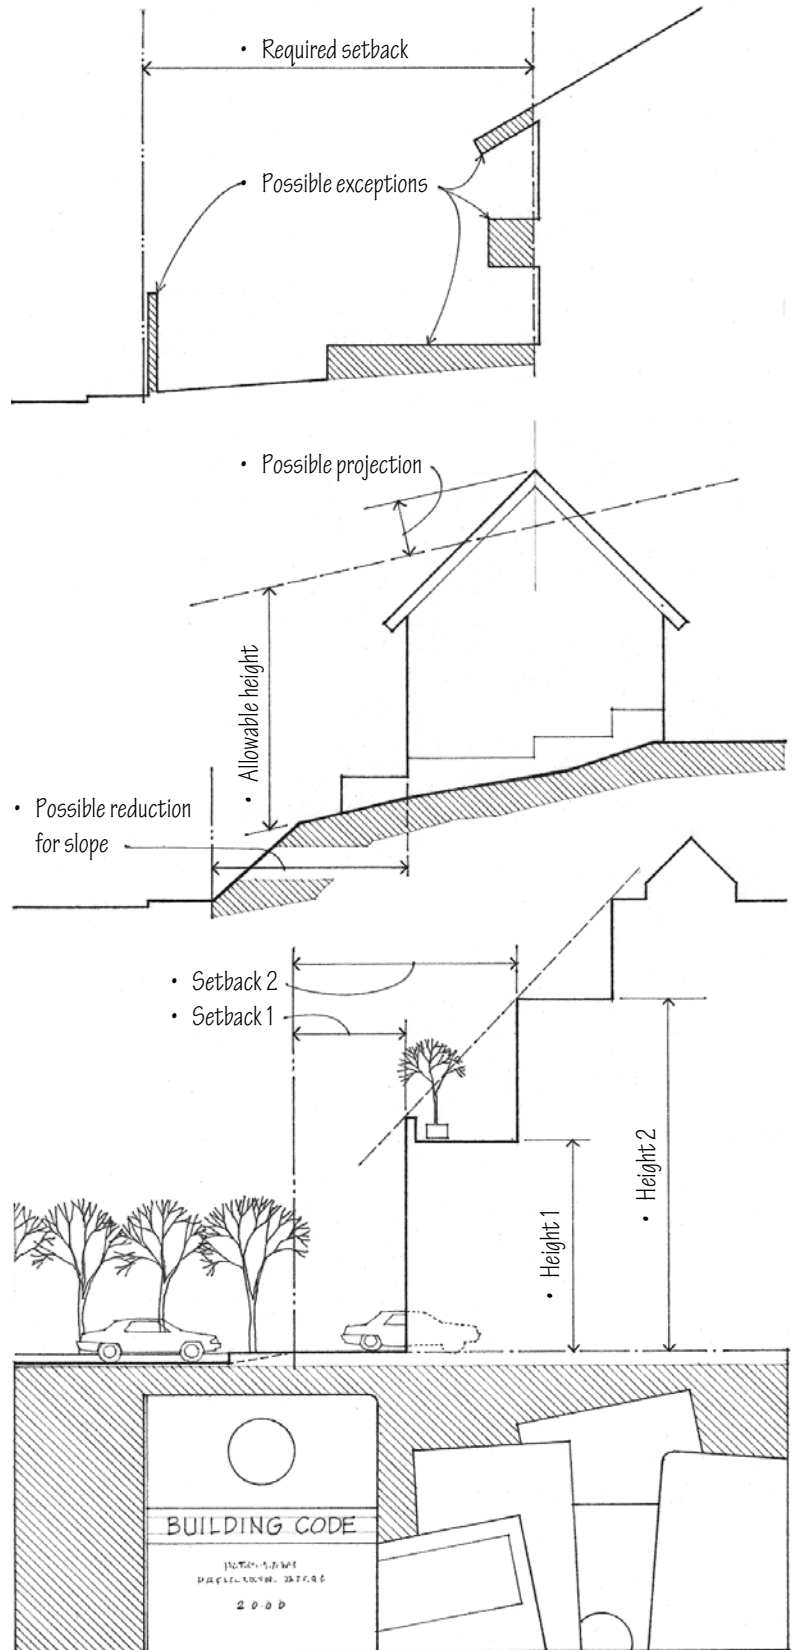 • Required setback
• Possible exceptions
• Possible projection
• Allowable height
• Possible reduction
for slope
• Setback 2
• Setback 1
• Height 1
• Height 2
BUILDING CODE